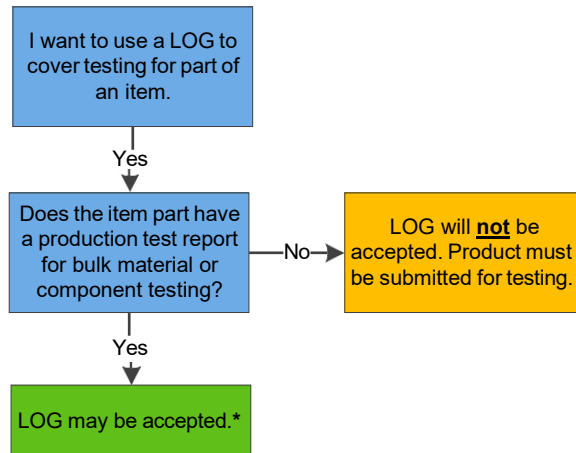 I want to use a LOG to
cover testing for part of
an item.
Yes
Does the item part have
a production test report
for bulk material or
component testing?
No
LOG will not be
accepted. Product must
be submitted for testing.
Yes
LOG may be accepted.*